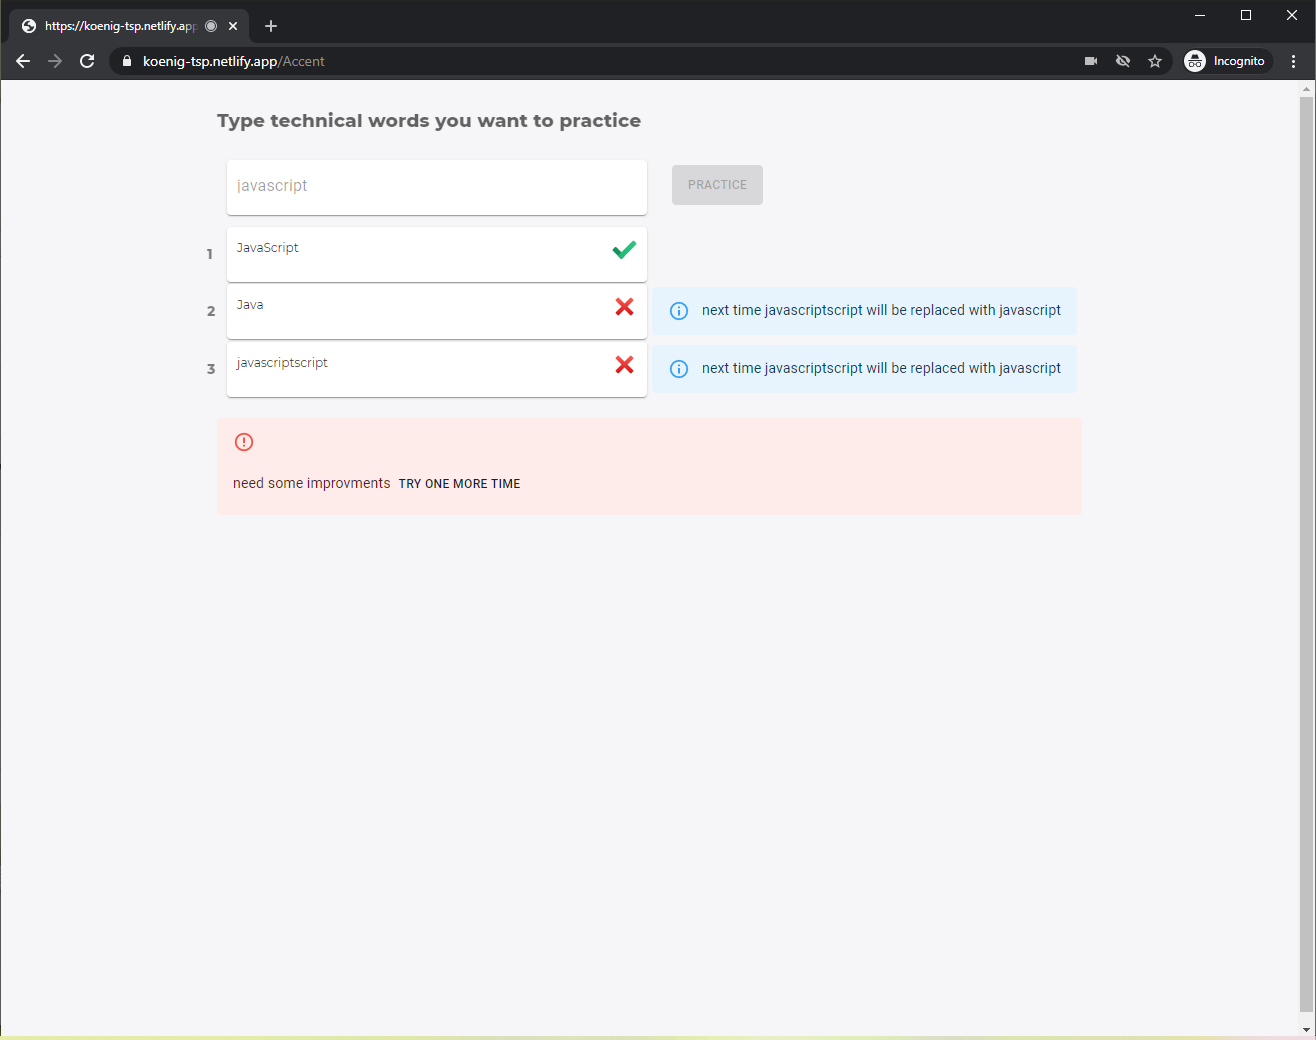 https://koenig-tsp.netlify.app
koenig-tsp.netlify.app/Accent
Incognito
Type technical words you want to practice
javascript
PRACTICE
1
JavaScript
2
Java
next time javascriptscript will be replaced with javascript
3
javascriptscript
next time javascriptscript will be replaced with javascript
need some improvments TRY ONE MORE TIME